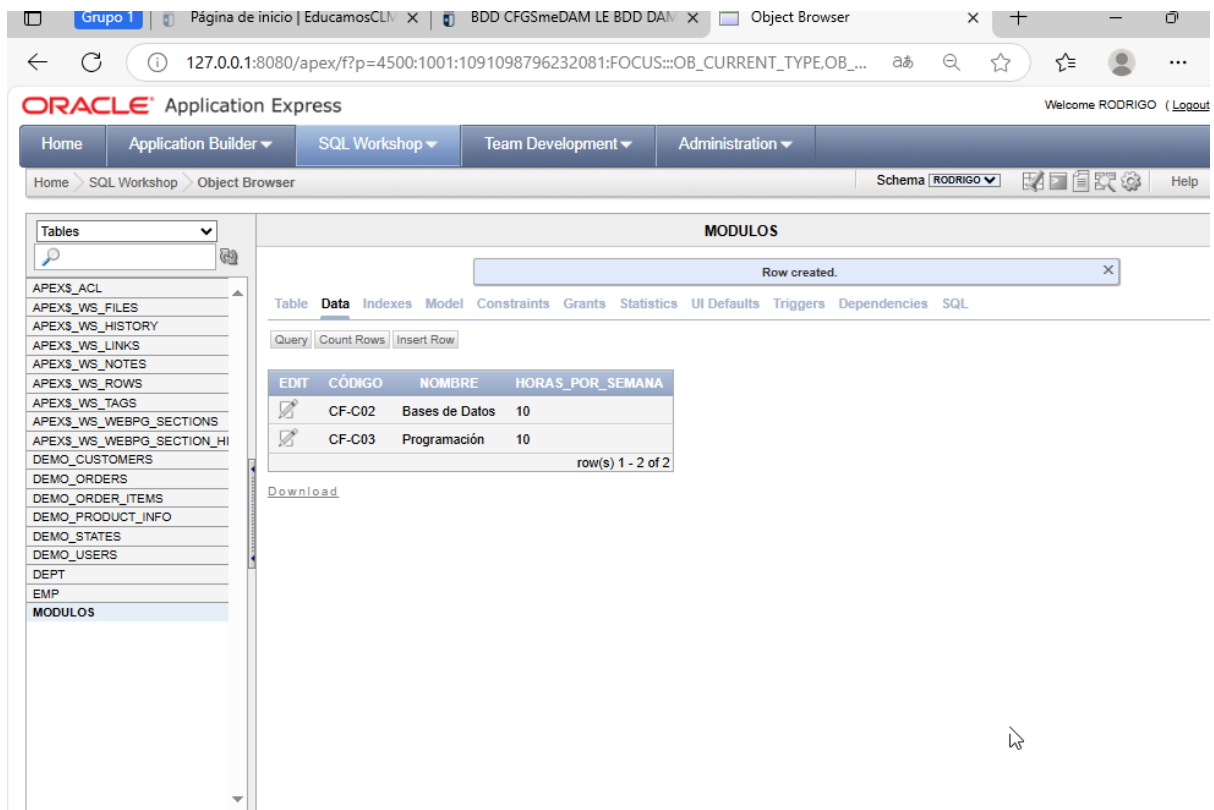 Grupo 1 Página de inicio | EducamosCLM BDD CFGSmeDAM LE BDD DAM Object Browser
127.0.0.1:8080/apex/f?p=4500:1001:1091098796232081:FOCUS:::OB_CURRENT_TYPE,OB_...
ORACLE Application Express Welcome RODRIGO ( Logout
Home Application Builder SQL Workshop Team Development Administration
Home SQL Workshop Object Browser Schema RODRIGO Help
Tables MODULOS
Row created.
Table Data Indexes Model Constraints Grants Statistics UI Defaults Triggers Dependencies SQL
Query Count Rows Insert Row
EDIT CÓDIGO NOMBRE HORAS_POR_SEMANA
CF-C02 Bases de Datos 10
CF-C03 Programación 10
row(s) 1 - 2 of 2
Download
APEX$_ACL
APEX$_WS_FILES
APEX$_WS_HISTORY
APEX$_WS_LINKS
APEX$_WS_NOTES
APEX$_WS_ROWS
APEX$_WS_TAGS
APEX$_WS_WEBPG_SECTIONS
APEX$_WS_WEBPG_SECTION_HI
DEMO_CUSTOMERS
DEMO_ORDERS
DEMO_ORDER_ITEMS
DEMO_PRODUCT_INFO
DEMO_STATES
DEMO_USERS
DEPT
EMP
MODULOS